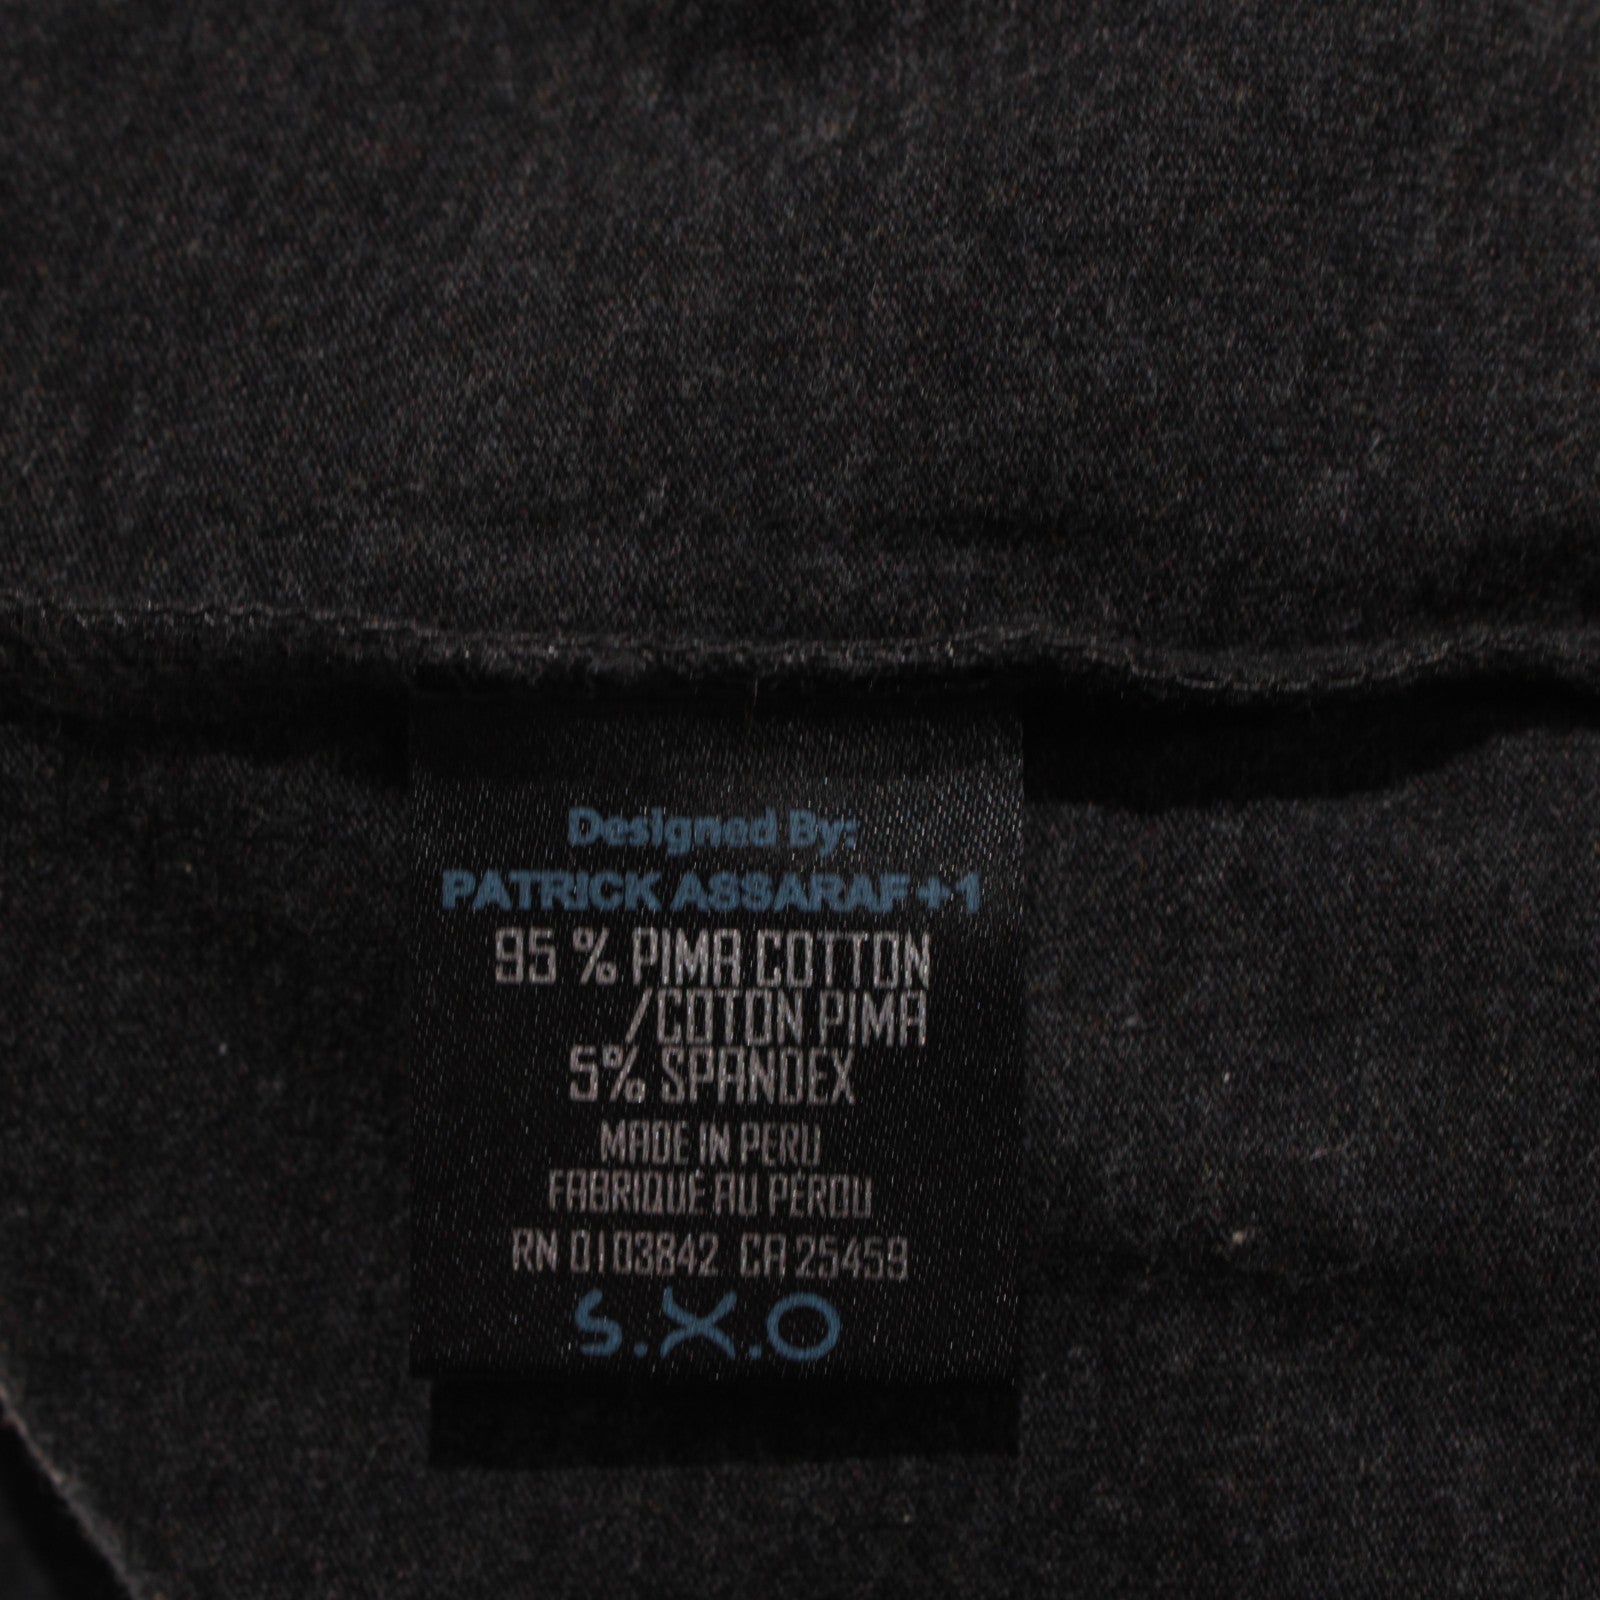 Designed By:
PATRICK ASSARAF+1
95 % PIMA COTTON
/COTON PIMA
5% SPANDEX
MADE IN PERU
FABRIQUÉ AU PEROU
RN 0103842 CA 25459
S.X.O